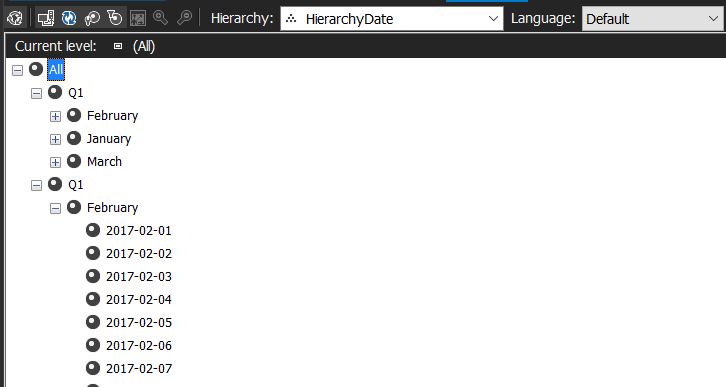 Hierarchy: HierarchyDate Language: Default
Current level: (All)
All
Q1
February
January
March
Q1
February
2017-02-01
2017-02-02
2017-02-03
2017-02-04
2017-02-05
2017-02-06
2017-02-07